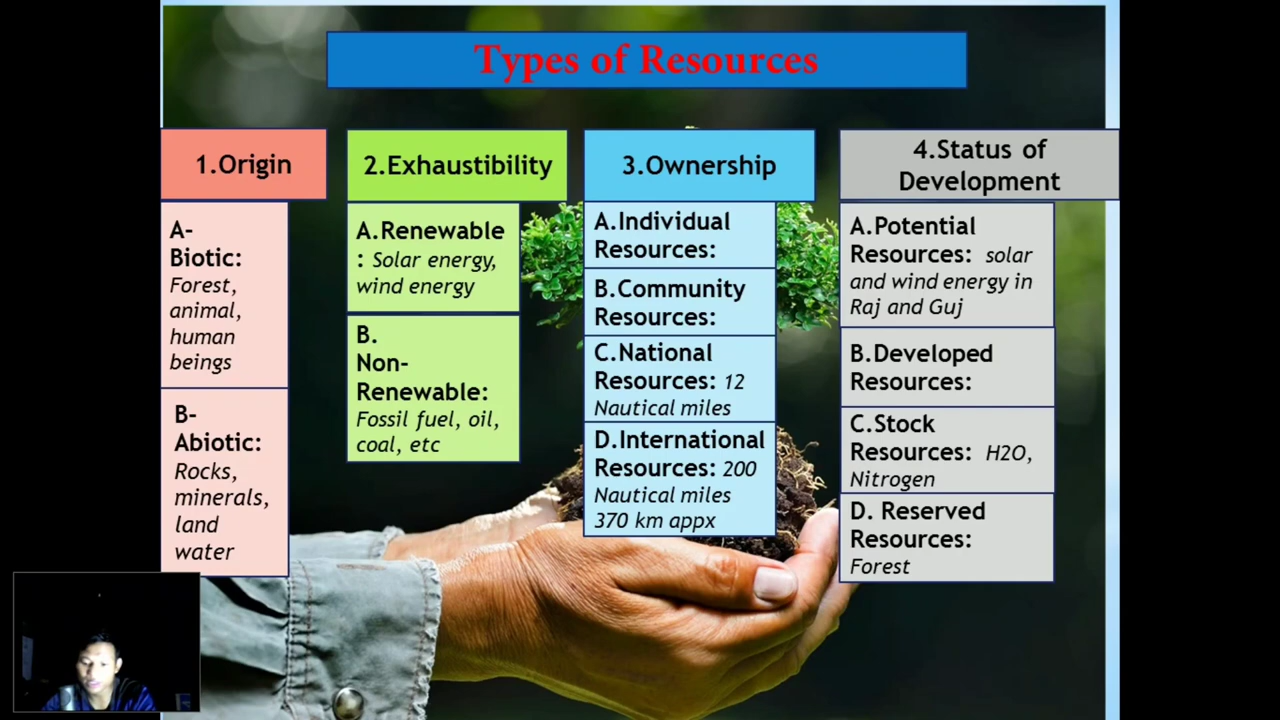 Types of Resources
1.Origin
A-
Biotic:
Forest,
animal,
human
beings
B-
Abiotic:
Rocks,
minerals,
land
water
2.Exhaustibility
A.Renewable
: Solar energy,
wind energy
B.
Non-
Renewable:
Fossil fuel, oil,
coal, etc
3.Ownership
A.Individual
Resources:
B.Community
Resources:
C.National
Resources: 12
Nautical miles
D.International
Resources: 200
Nautical miles
370 km appx
4.Status of
Development
A.Potential
Resources: solar
and wind energy in
Raj and Guj
B.Developed
Resources:
C.Stock
Resources: H2O,
Nitrogen
D. Reserved
Resources:
Forest